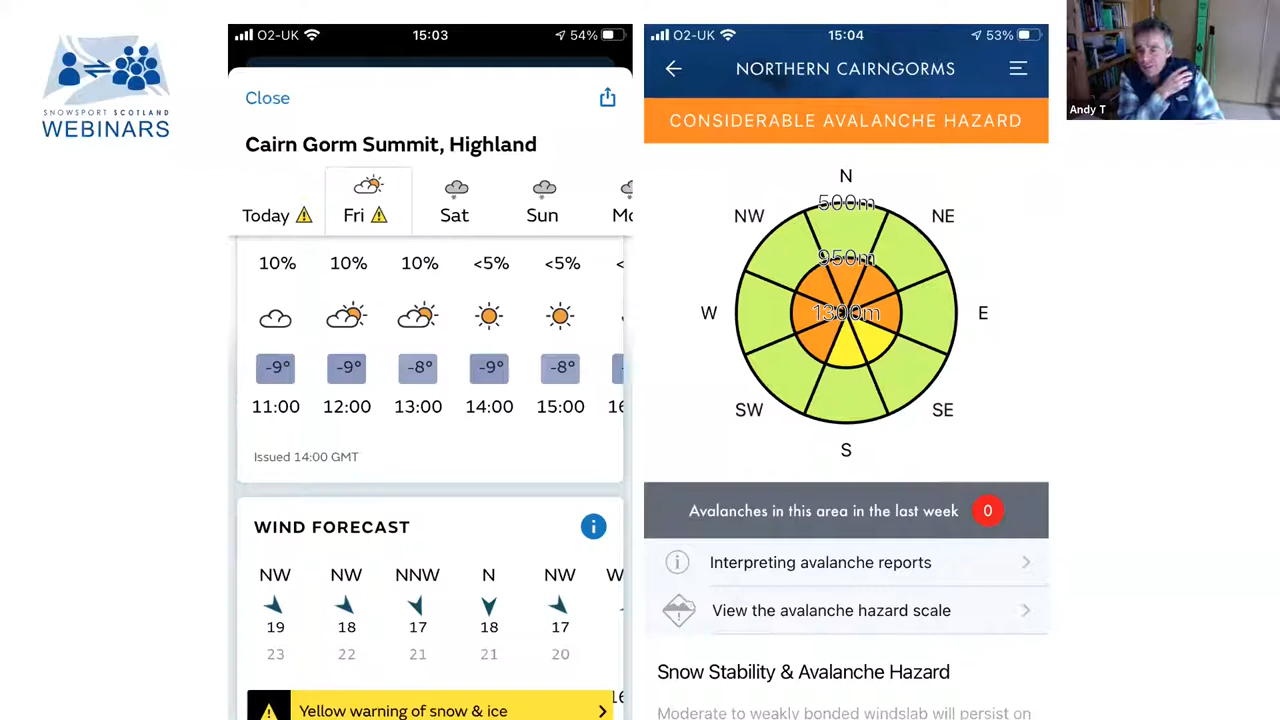 SNOWSPORT SCOTLAND
WEBINARS
O2-UK 15:03 54%
Close
Cairn Gorm Summit, Highland
Today Fri Sat Sun
10% 10% 10% <5% <5% <
-9° -9° -8° -9° -8°
11:00 12:00 13:00 14:00 15:00
Issued 14:00 GMT
WIND FORECAST
NW NW NNW N NW
19 18 17 18 17
23 22 21 21 20
Yellow warning of snow & ice
O2-UK 15:04 53%
NORTHERN CAIRNGORMS
CONSIDERABLE AVALANCHE HAZARD
N
500m
NW NE
950m
W 1300m E
SW SE
S
Avalanches in this area in the last week 0
Interpreting avalanche reports
View the avalanche hazard scale
Snow Stability & Avalanche Hazard
Moderate to weakly bonded windslab will persist on
Andy T